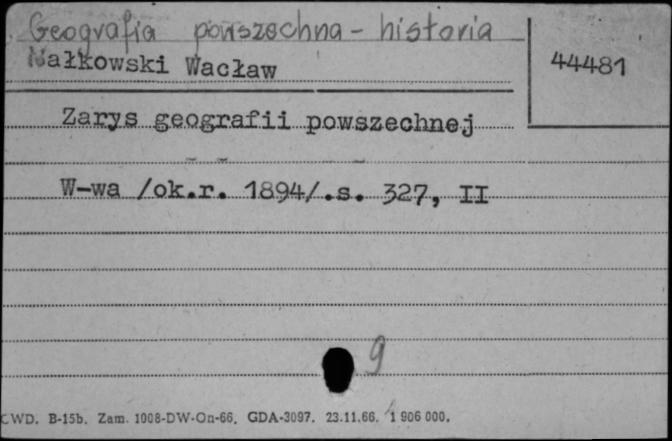 Geografia powszechna - historia
Nałkowski Wacław
44481
Zarys geografii powszechnej
W-wa /ok.r. 1894/.s. 327, II
9
CWD. B-15b. Zam. 1008-DW-On-66. GDA-3097. 23.11.66. 1 906 000.